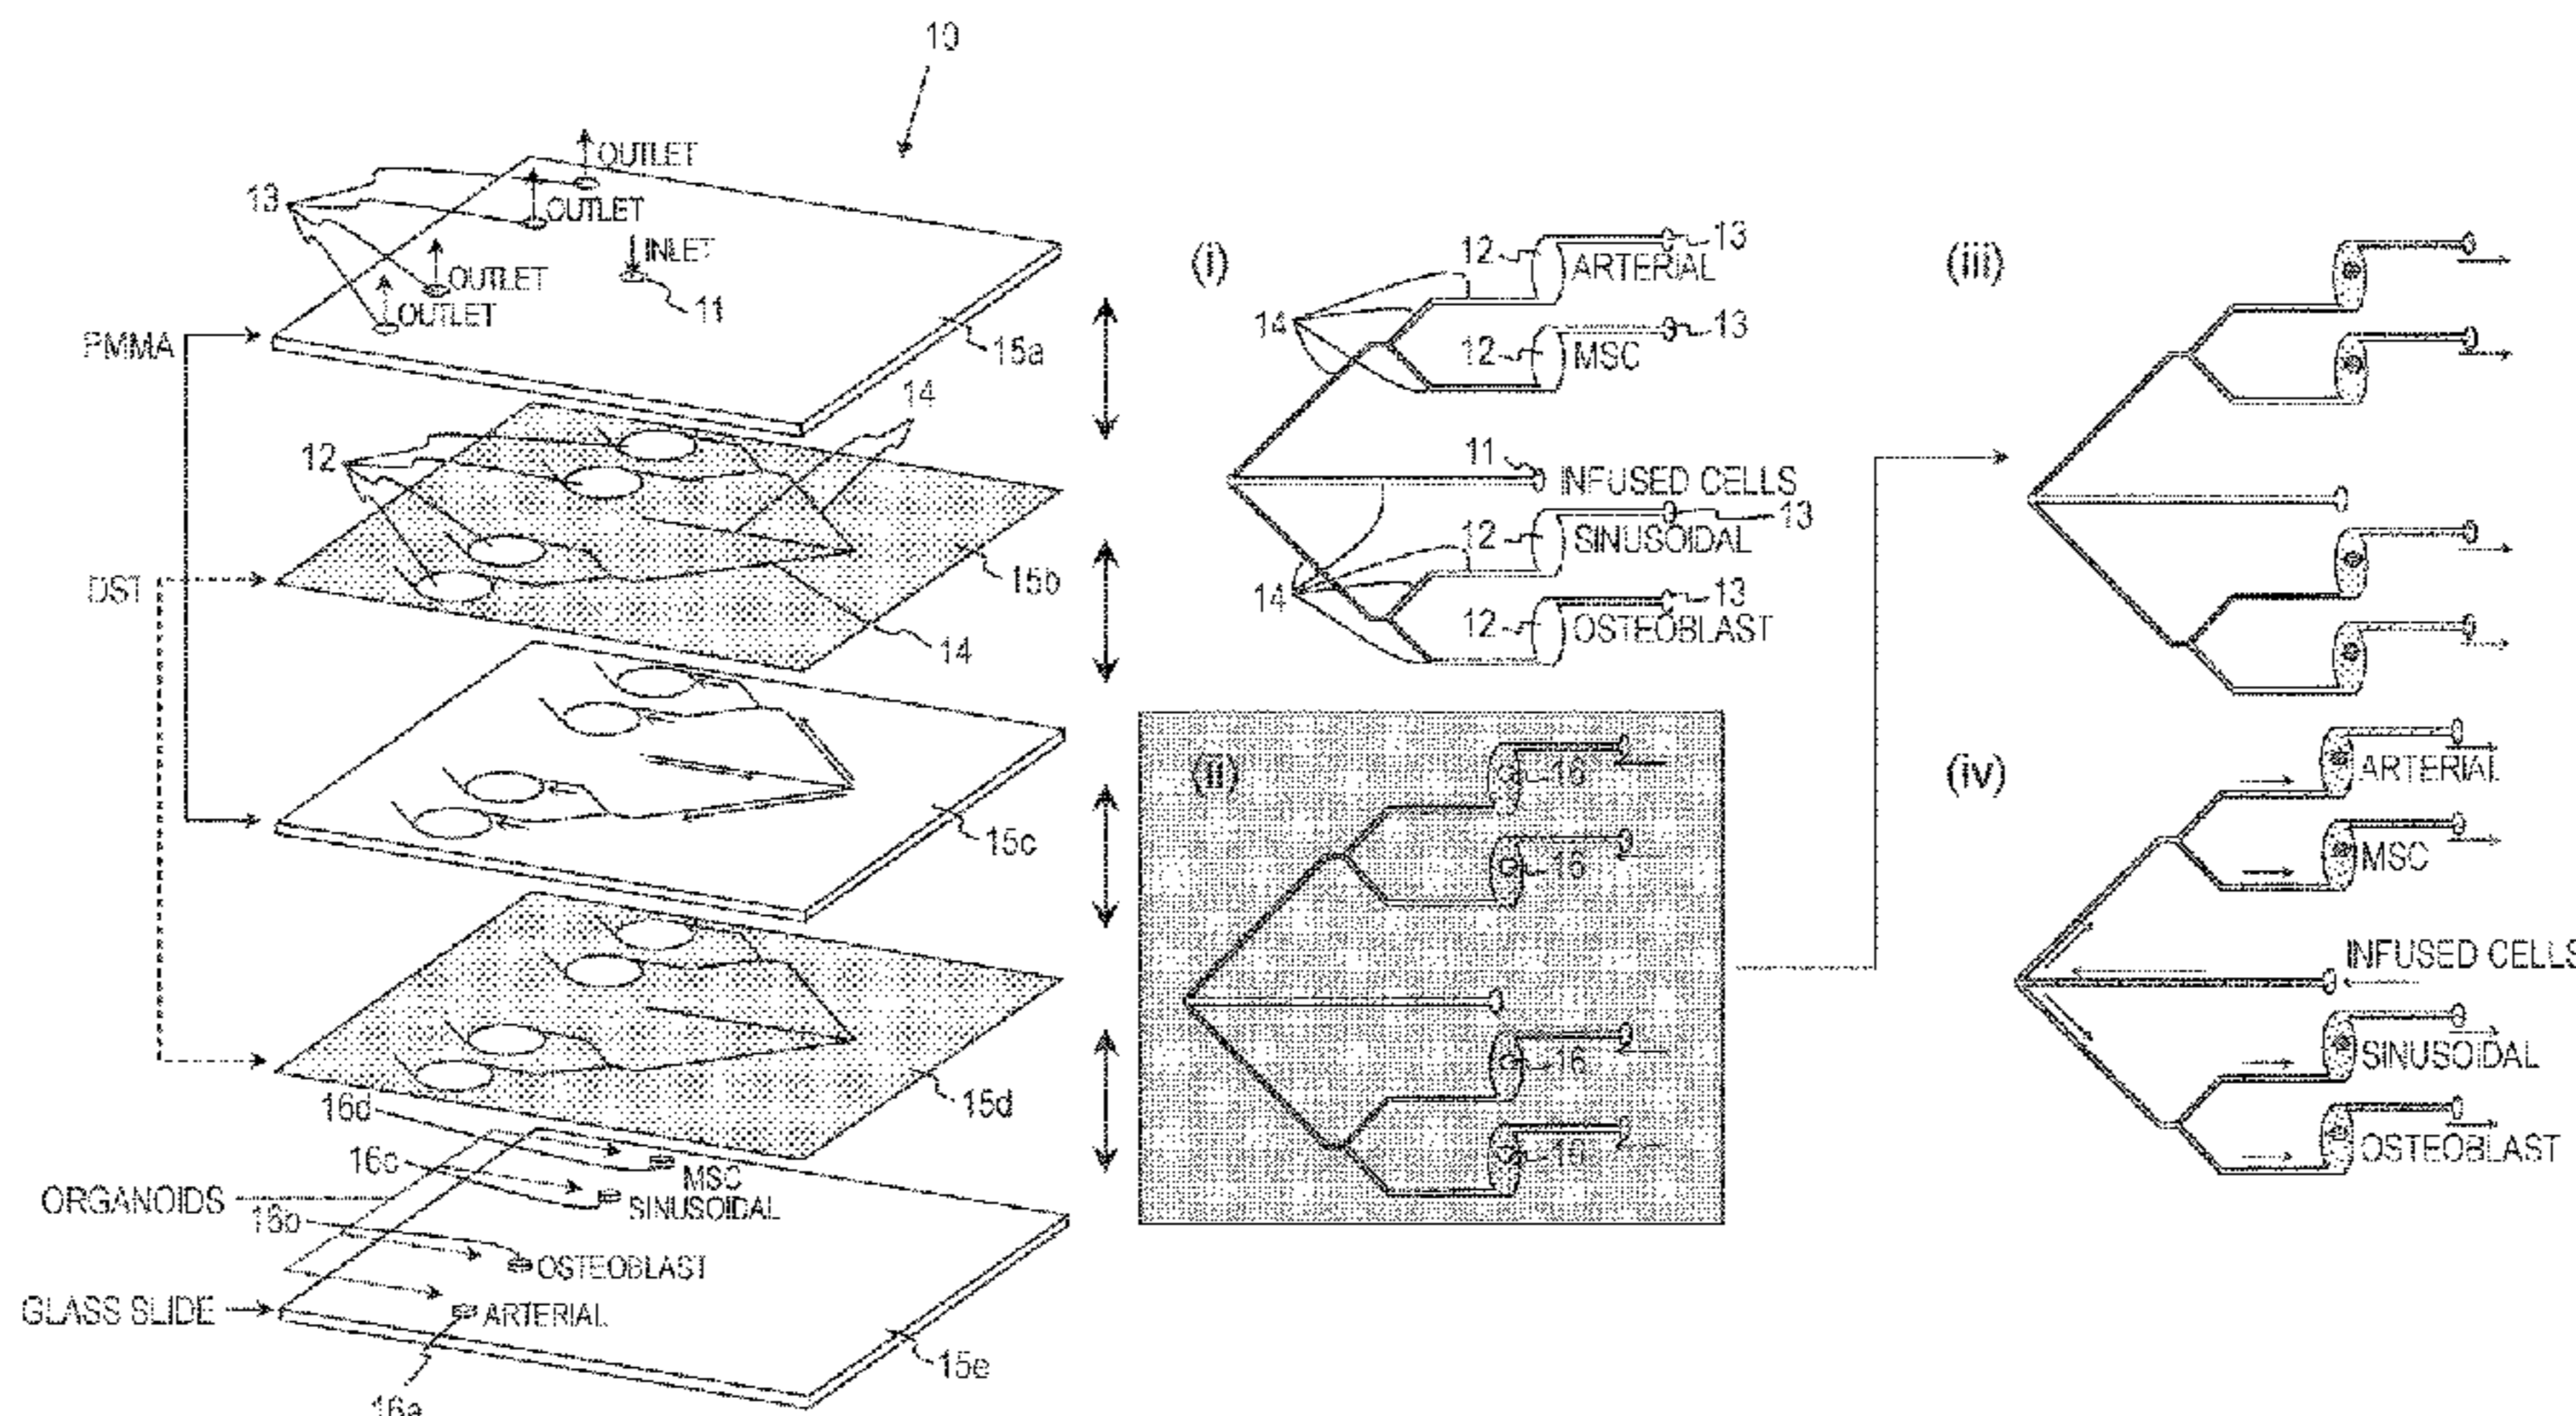 10
OUTLET
OUTLET
OUTLET
OUTLET
INLET
13
11
PMMA
15a
14
12
DST
15b
14
15c
15d
16d
16c
MSC
SINUSOIDAL
ORGANOIDS
16b
OSTEOBLAST
GLASS SLIDE
ARTERIAL
15e
16a
(i)
12
13
ARTERIAL
14
12
13
MSC
11
INFUSED CELLS
12
13
SINUSOIDAL
14
12
13
OSTEOBLAST
(ii)
16
16
16
16
(iii)
(iv)
ARTERIAL
MSC
INFUSED CELLS
SINUSOIDAL
OSTEOBLAST